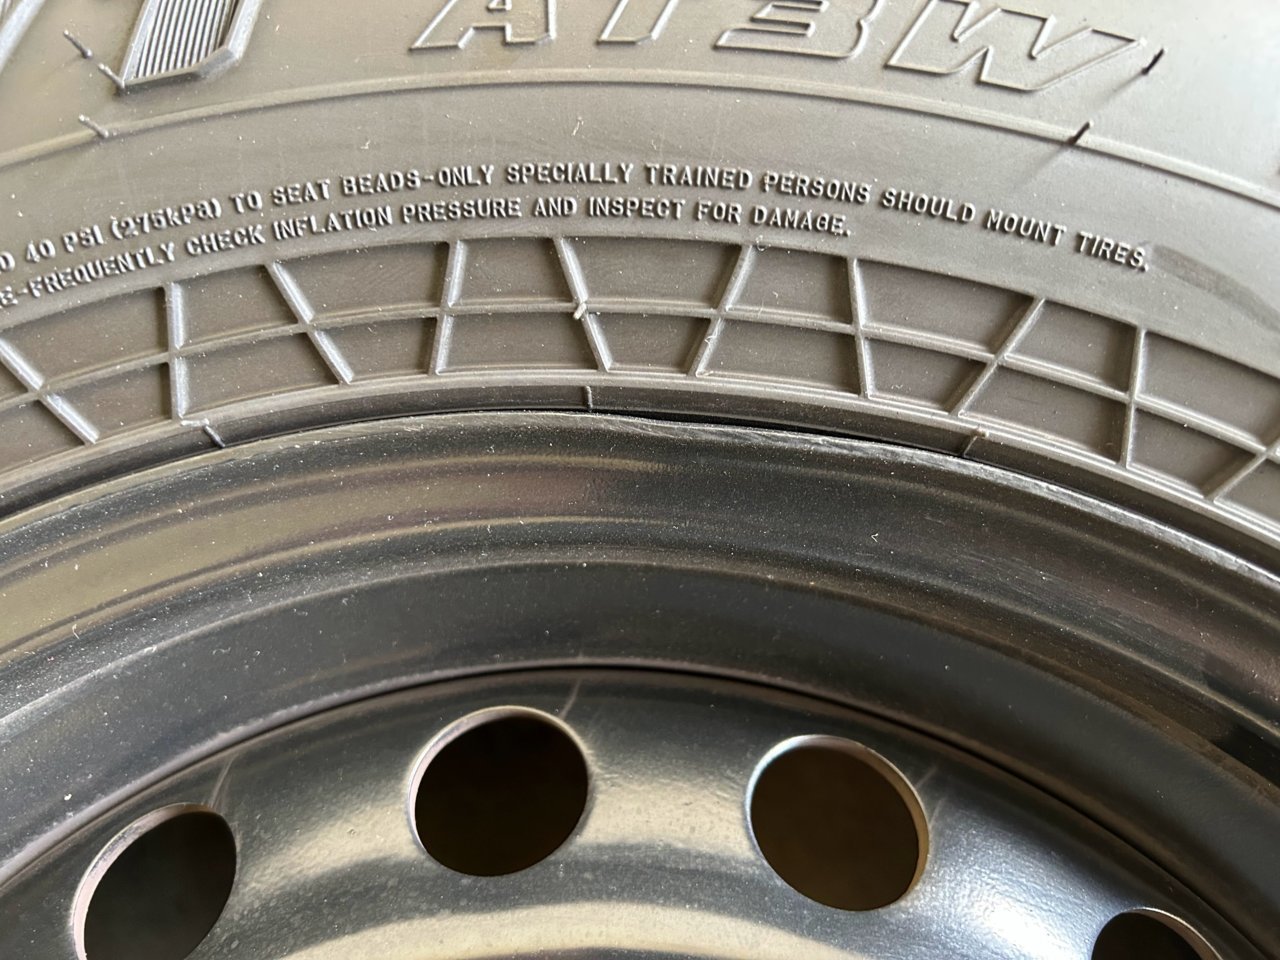 AT3W
40 PSI (275kPa) TO SEAT BEADS-ONLY SPECIALLY TRAINED PERSONS SHOULD MOUNT TIRES.
-FREQUENTLY CHECK INFLATION PRESSURE AND INSPECT FOR DAMAGE.